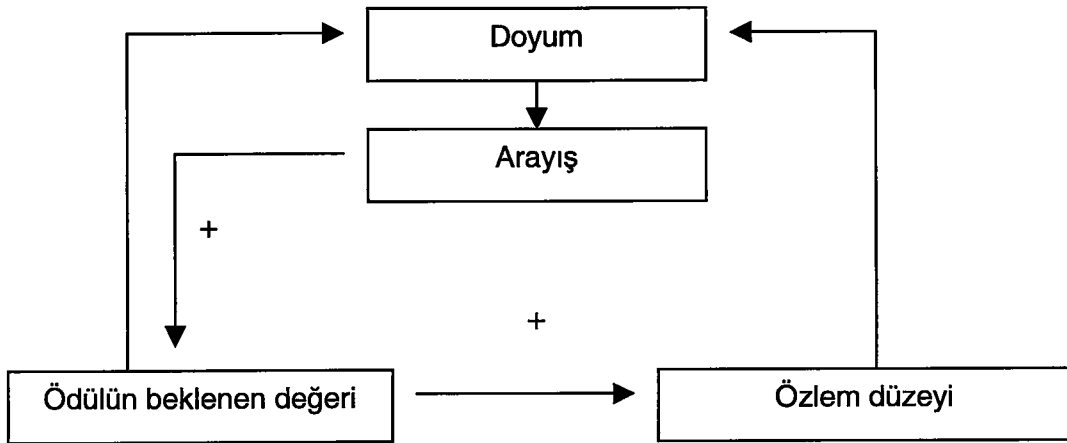 Doyum
Arayış
+
+
Ödülün beklenen değeri
Özlem düzeyi